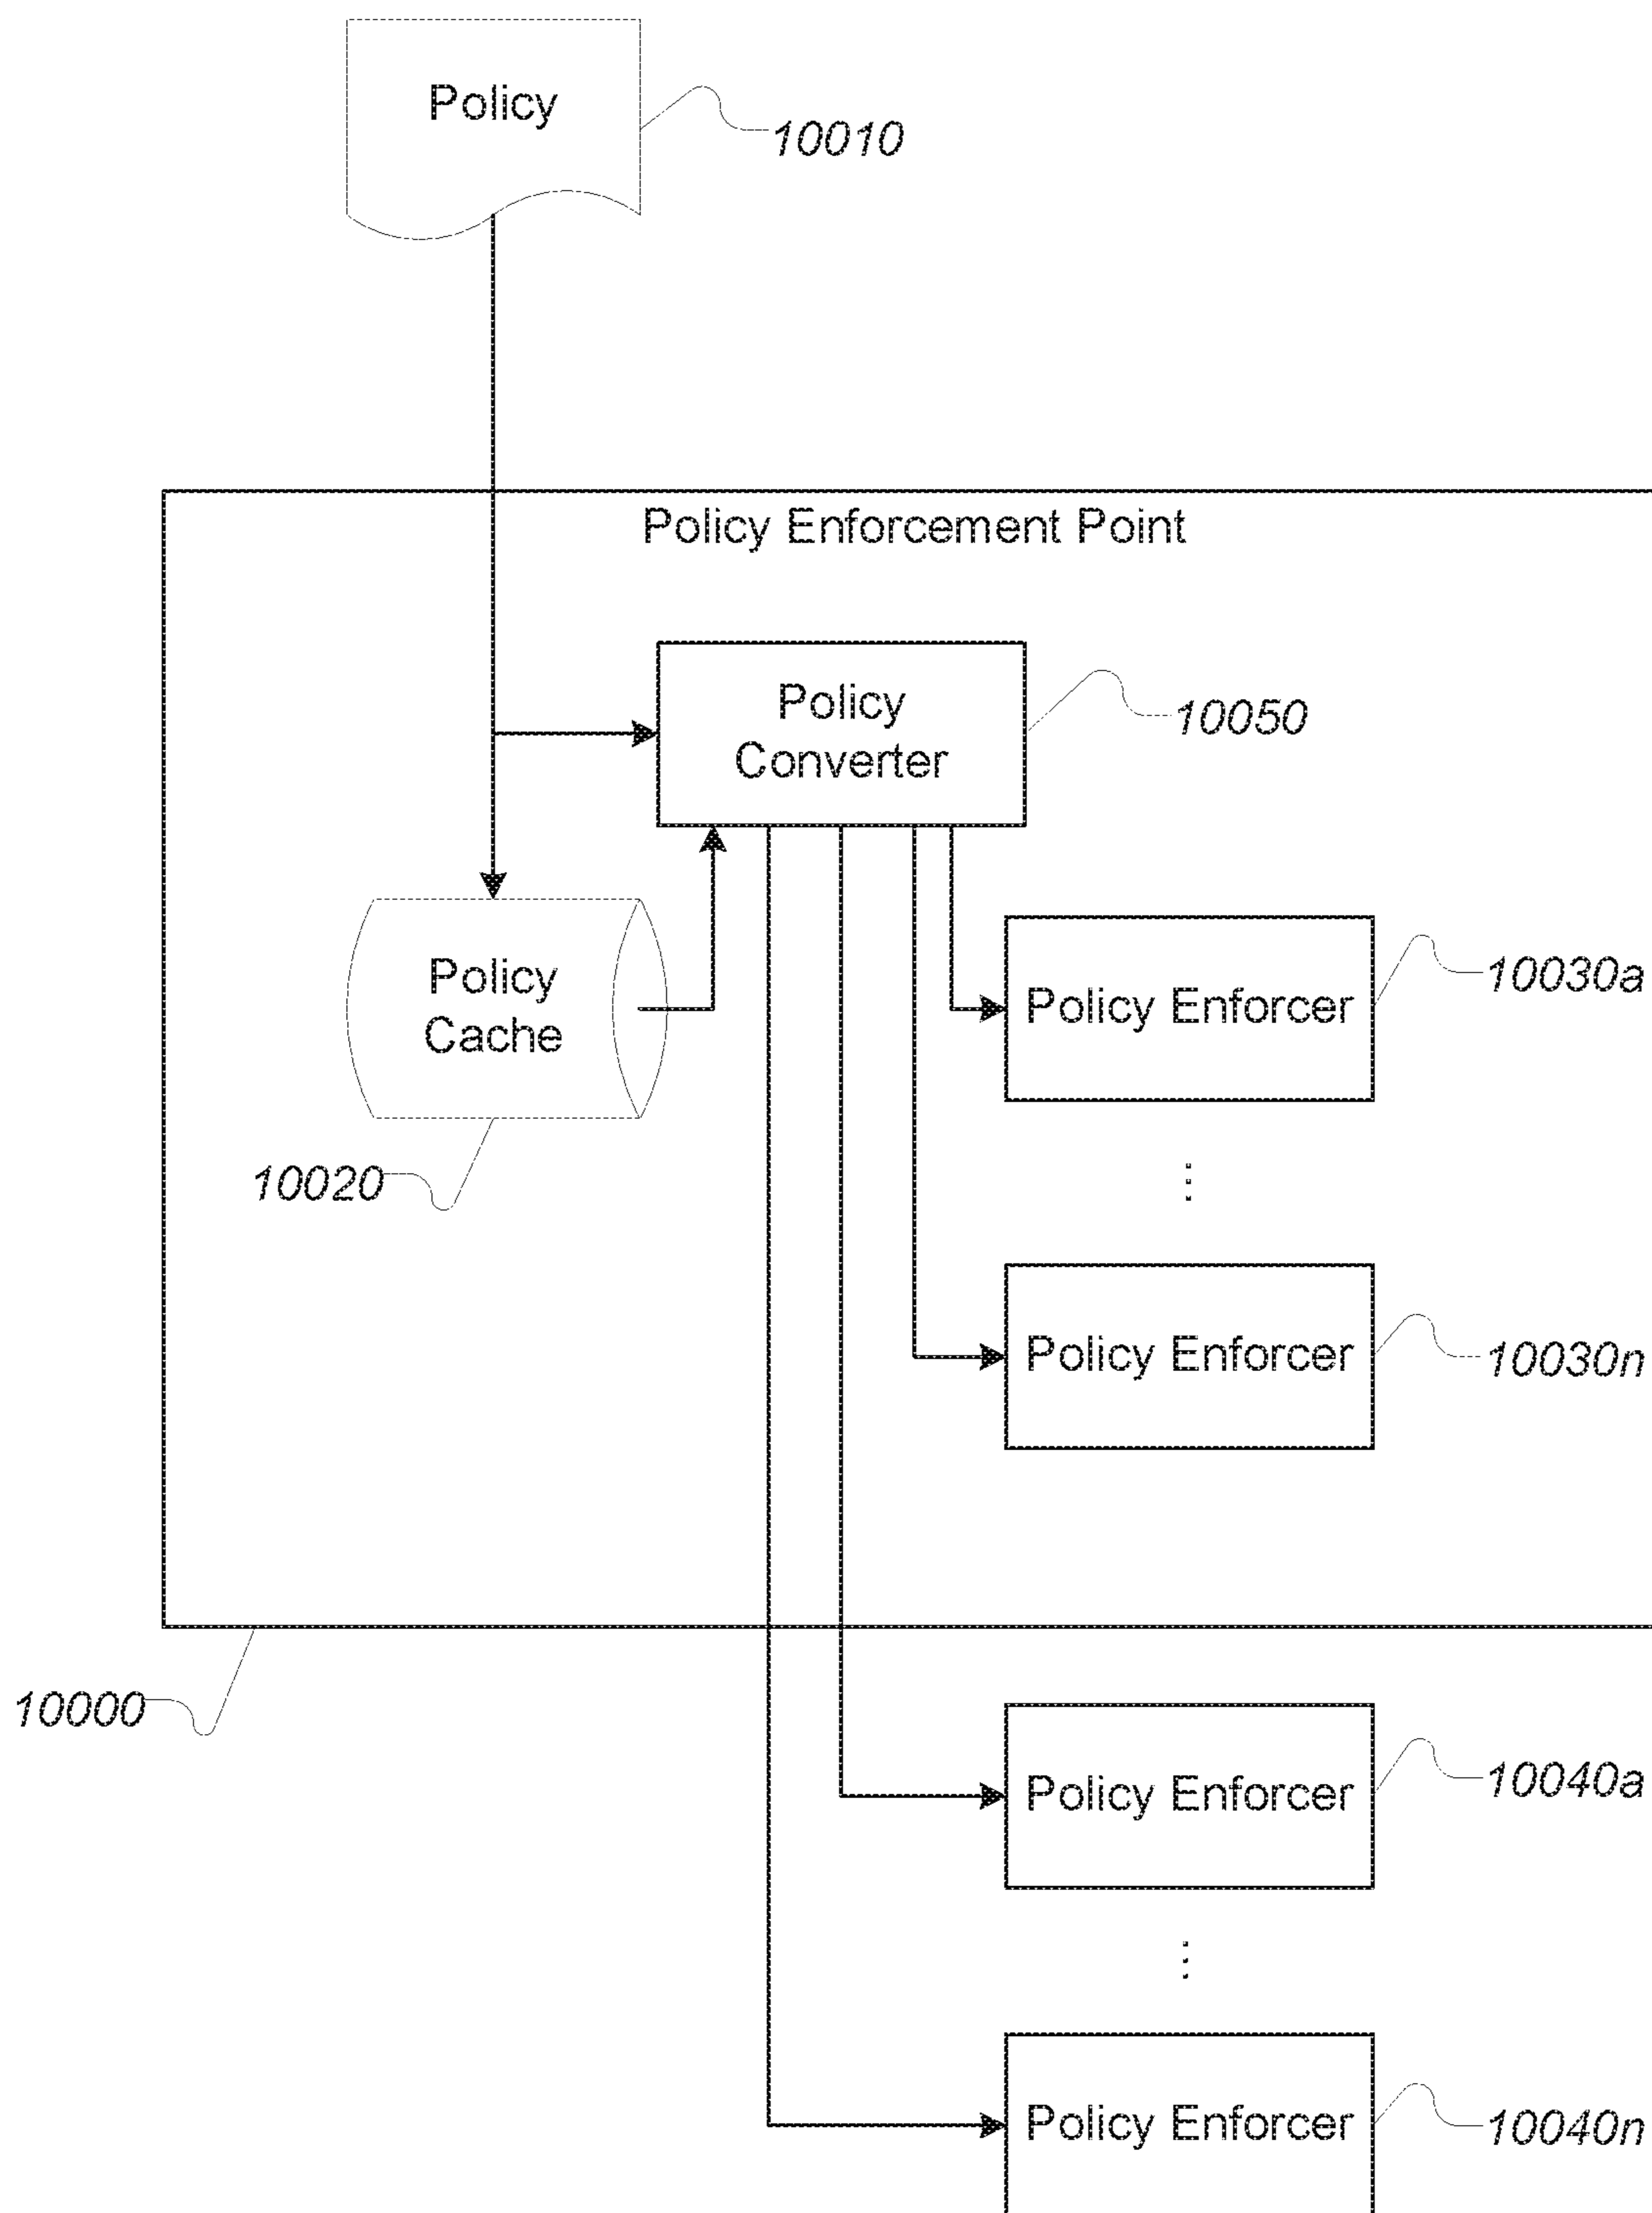 Policy
10010
Policy Enforcement Point
Policy
Converter
10050
Policy
Cache
10020
Policy Enforcer
10030a
Policy Enforcer
10030n
10000
Policy Enforcer
10040a
Policy Enforcer
10040n